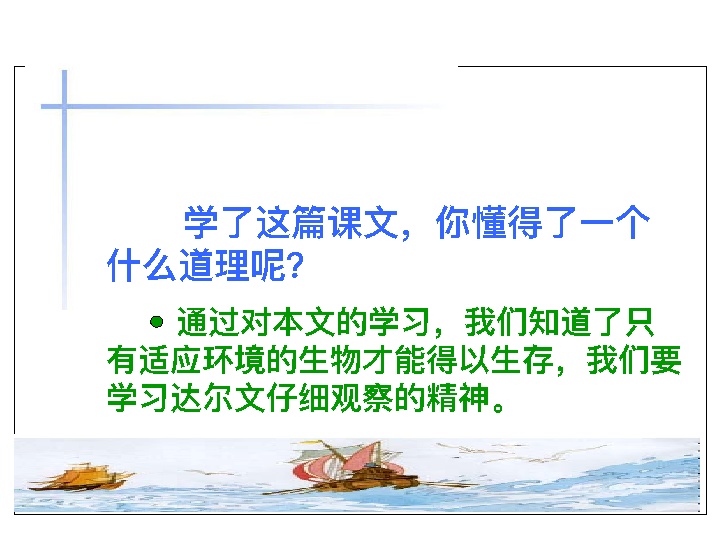 学了这篇课文，你懂得了一个
什么道理呢？
通过对本文的学习，我们知道了只
有适应环境的生物才能得以生存，我们要
学习达尔文仔细观察的精神。